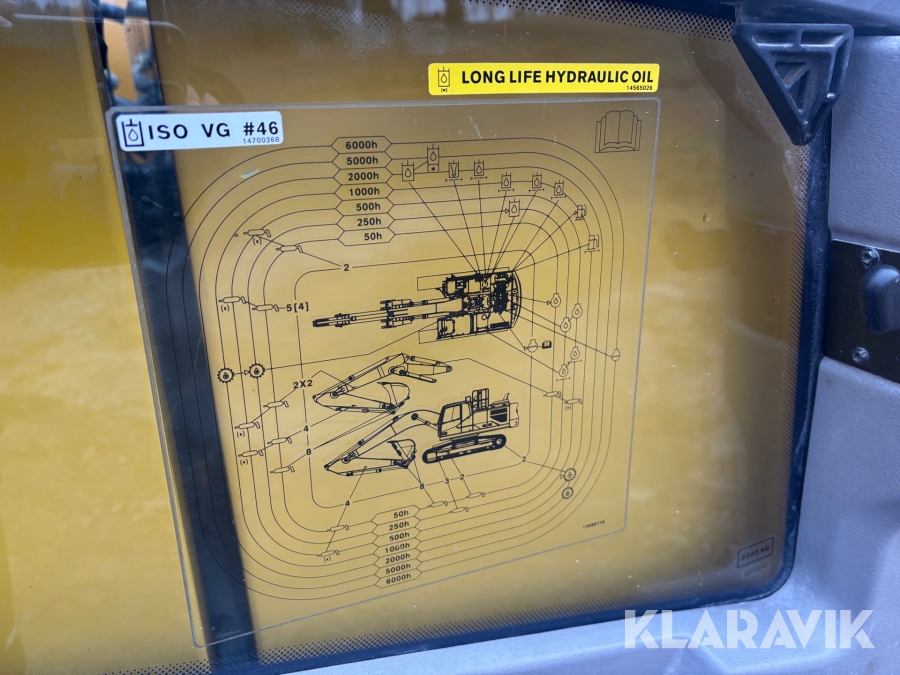 LONG LIFE HYDRAULIC OIL
14565026
ISO VG #46
14700368
6000h
5000h
2000h
1000h
500h
250h
50h
2
5[4]
2X2
4
8
2
4
8
3
2
50h
250h
500h
1000h
2000h
5000h
6000h
KLARAVIK